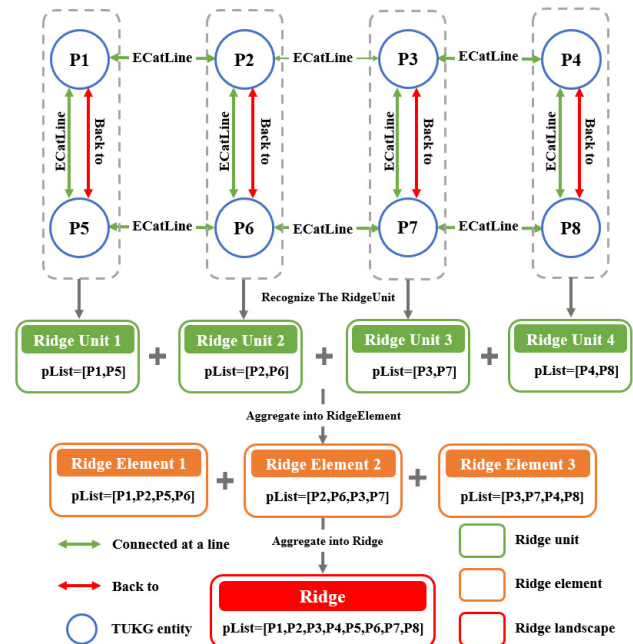 P1 ECatLine P2 ECatLine P3 ECatLine P4
ECatLine Back to ECatLine Back to ECatLine Back to ECatLine Back to
P5 ECatLine P6 ECatLine P7 ECatLine P8
Recognize The RidgeUnit
Ridge Unit 1 + Ridge Unit 2 + Ridge Unit 3 + Ridge Unit 4
pList=[P1,P5] pList=[P2,P6] pList=[P3,P7] pList=[P4,P8]
Aggregate into RidgeElement
Ridge Element 1 + Ridge Element 2 + Ridge Element 3
pList=[P1,P2,P5,P6] pList=[P2,P6,P3,P7] pList=[P3,P7,P4,P8]
Connected at a line Aggregate into Ridge Ridge unit
Back to Ridge Ridge element
TUKG entity pList=[P1,P2,P3,P4,P5,P6,P7,P8] Ridge landscape